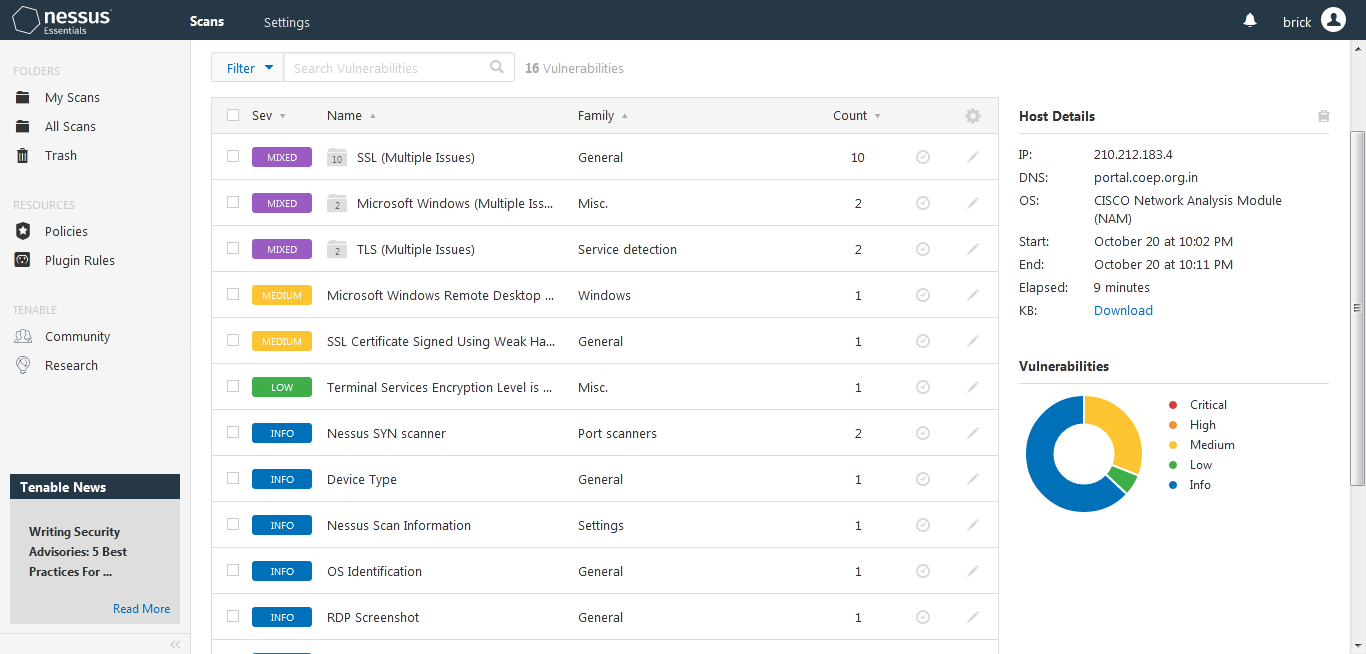 nessus
Essentials
Scans
Settings
brick
FOLDERS
My Scans
All Scans
Trash
RESOURCES
Policies
Plugin Rules
TENABLE
Community
Research
Tenable News
Writing Security
Advisories: 5 Best
Practices For ...
Read More
Filter
Search Vulnerabilities
16 Vulnerabilities
Sev Name Family Count
MIXED 10 SSL (Multiple Issues) General 10
MIXED 2 Microsoft Windows (Multiple Iss... Misc. 2
MIXED 2 TLS (Multiple Issues) Service detection 2
MEDIUM Microsoft Windows Remote Desktop ... Windows 1
MEDIUM SSL Certificate Signed Using Weak Ha... General 1
LOW Terminal Services Encryption Level is ... Misc. 1
INFO Nessus SYN scanner Port scanners 2
INFO Device Type General 1
INFO Nessus Scan Information Settings 1
INFO OS Identification General 1
INFO RDP Screenshot General 1
Host Details
IP: 210.212.183.4
DNS: portal.coep.org.in
OS: CISCO Network Analysis Module
(NAM)
Start: October 20 at 10:02 PM
End: October 20 at 10:11 PM
Elapsed: 9 minutes
KB: Download
Vulnerabilities
Critical
High
Medium
Low
Info